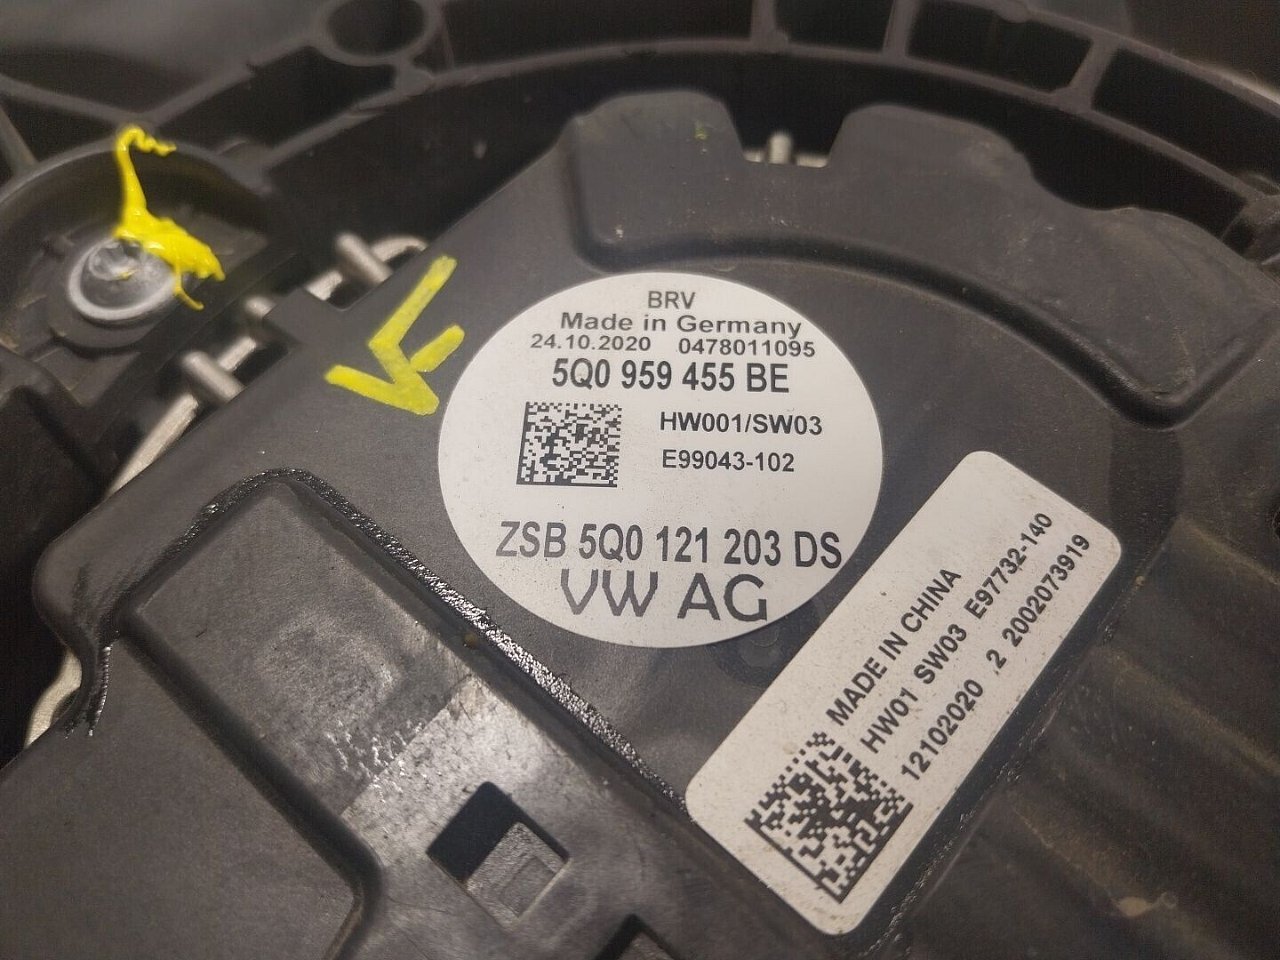 BRV
Made in Germany
24.10.2020 0478011095
5Q0 959 455 BE
HW001/SW03
E99043-102
ZSB 5Q0 121 203 DS
VW AG
MADE IN CHINA
HW01 SW03 E97732-140
12102020 .2 2002073919